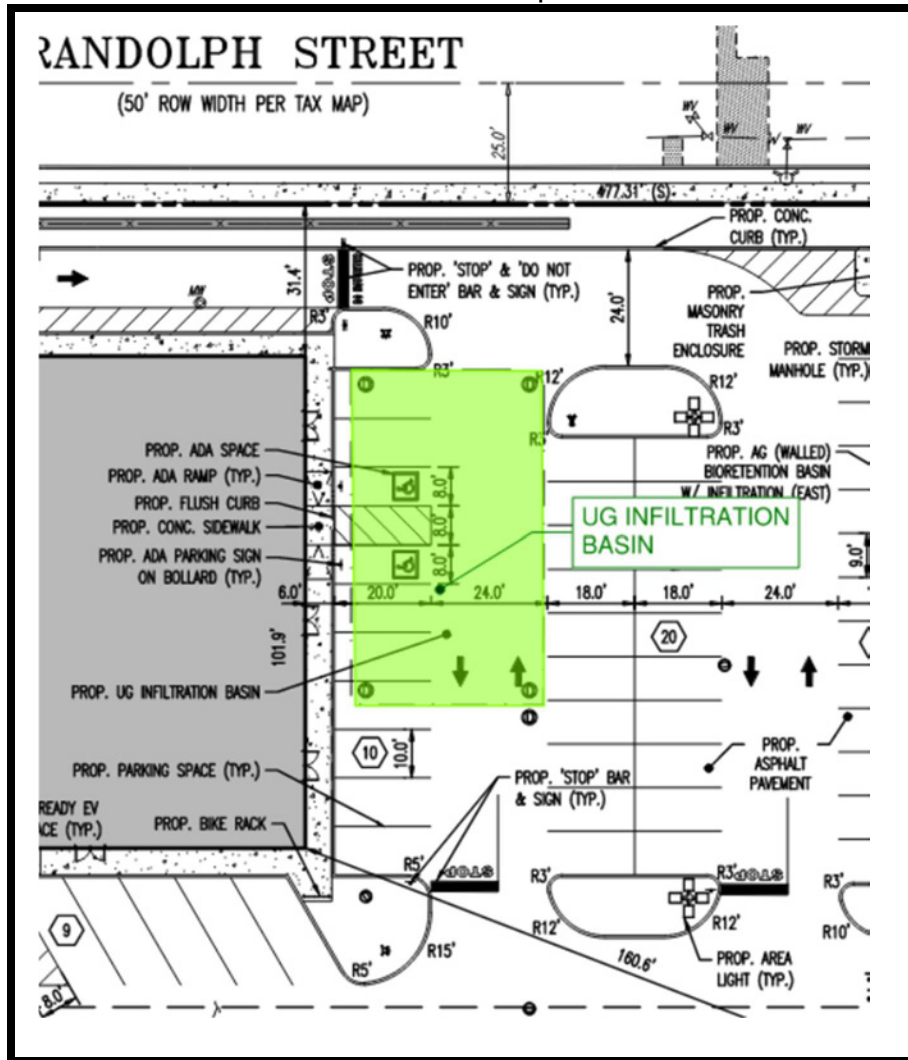 RANDOLPH STREET
(50' ROW WIDTH PER TAX MAP)
25.0'
WV
WV
WV
477.31' (S)
PROP. CONC.
CURB (TYP.)
31.4'
STOP
PROP. 'STOP' & 'DO NOT
ENTER' BAR & SIGN (TYP.)
24.0'
PROP.
MASONRY
TRASH
ENCLOSURE
MW
R3'
R10'
PROP. STORM
MANHOLE (TYP.)
R3'
R12'
R12'
R3'
R3'
PROP. ADA SPACE
PROP. ADA RAMP (TYP.)
PROP. FLUSH CURB
PROP. CONC. SIDEWALK
PROP. ADA PARKING SIGN
ON BOLLARD (TYP.)
8.0'
8.0'
8.0'
PROP. AG (WALLED)
BIORETENTION BASIN
W/ INFILTRATION (EAST)
UG INFILTRATION
BASIN
9.0'
6.0'
20.0'
24.0'
18.0'
18.0'
24.0'
101.9'
20
PROP. UG INFILTRATION BASIN
10
10.0'
PROP. PARKING SPACE (TYP.)
PROP. 'STOP' BAR
& SIGN (TYP.)
PROP.
ASPHALT
PAVEMENT
READY EV
CE (TYP.)
PROP. BIKE RACK
R5'
STOP
R3'
R3'
STOP
R3'
9
R12'
R12'
R10'
R15'
R5'
160.6'
PROP. AREA
LIGHT (TYP.)
8.0'